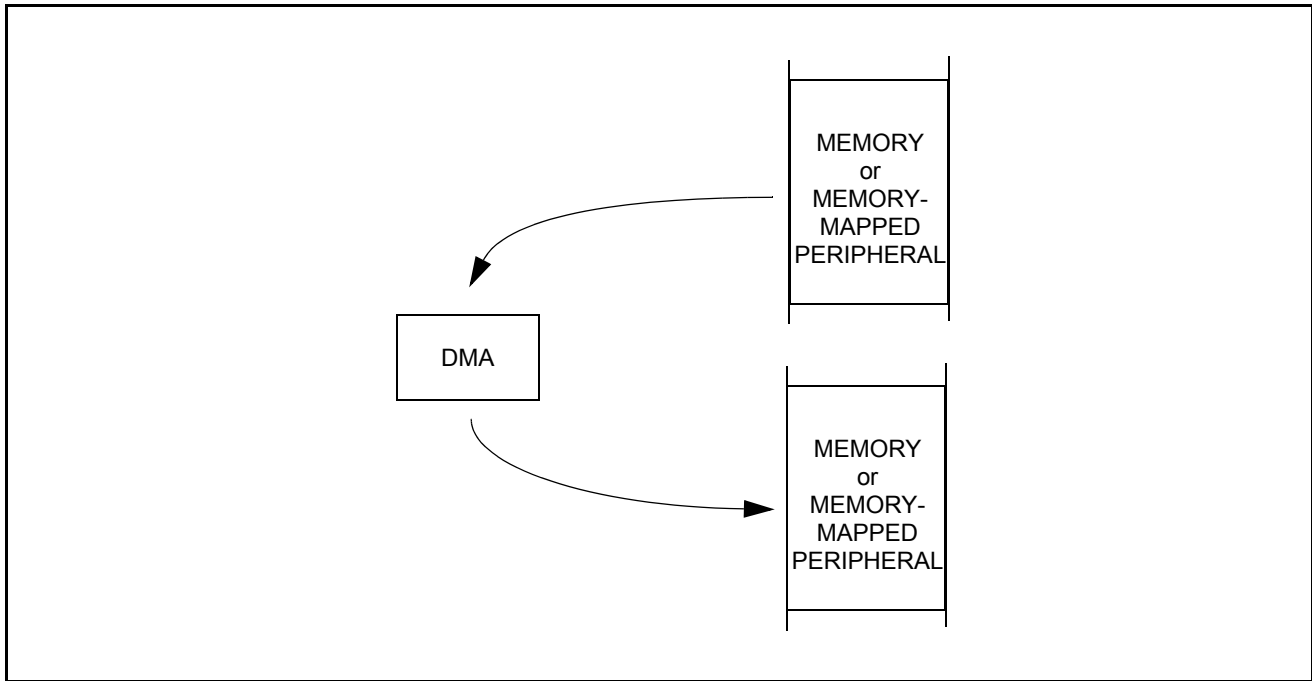 MEMORY
or
MEMORY-
MAPPED
PERIPHERAL
DMA
MEMORY
or
MEMORY-
MAPPED
PERIPHERAL